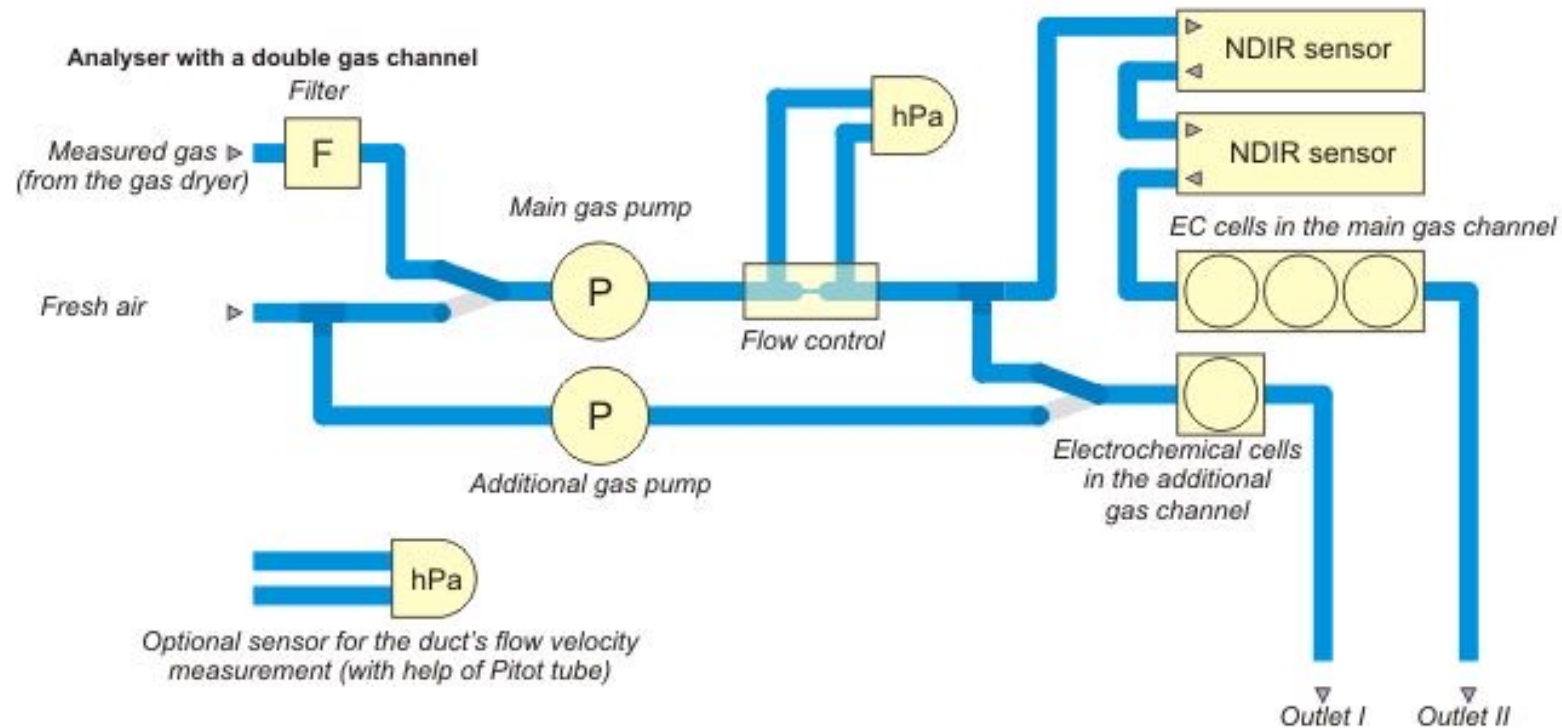 Analyser with a double gas channel
Filter
F
Measured gas
(from the gas dryer)
Fresh air
Main gas pump
P
hPa
Flow control
P
Additional gas pump
NDIR sensor
NDIR sensor
EC cells in the main gas channel
Electrochemical cells
in the additional
gas channel
hPa
Optional sensor for the duct's flow velocity
measurement (with help of Pitot tube)
Outlet I
Outlet II